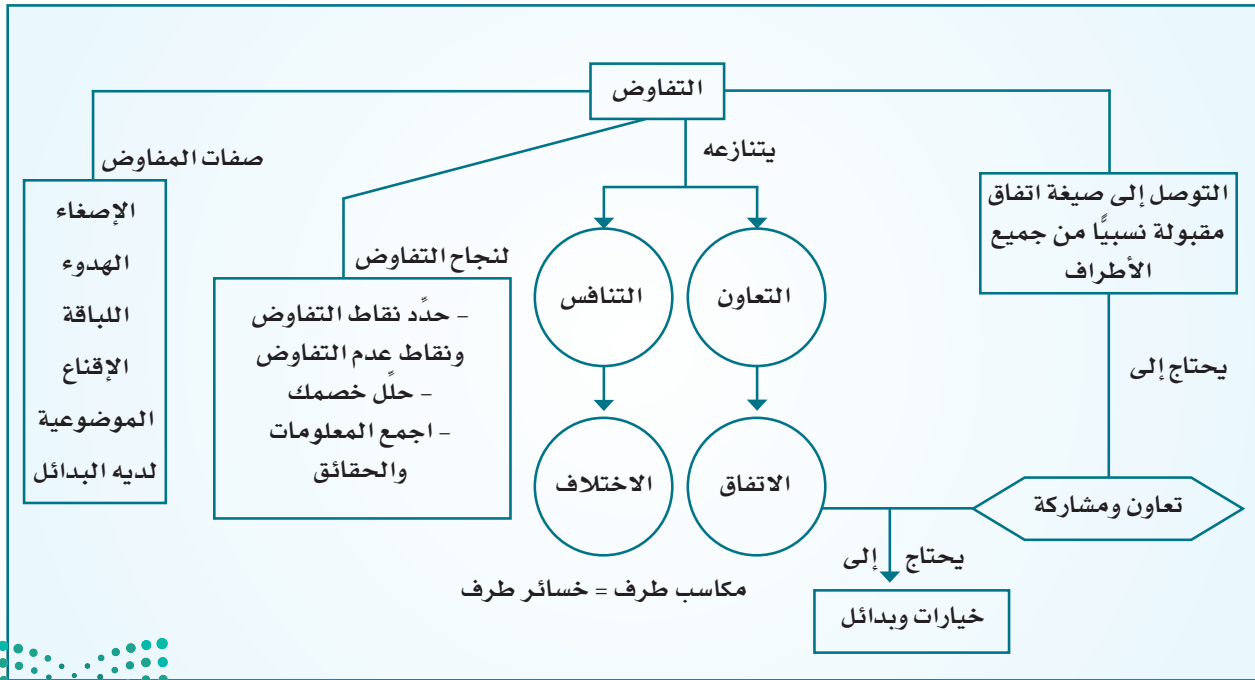 التفاوض
التوصل إلى صيغة اتفاق
مقبولة نسبيًّا من جميع
الأطراف
يحتاج إلى
تعاون ومشاركة
يتنازعه
التعاون
التنافس
الاتفاق
الاختلاف
يحتاج إلى
خيارات وبدائل
مكاسب طرف = خسائر طرف
لنجاح التفاوض
– حدِّد نقاط التفاوض
ونقاط عدم التفاوض
– حلِّل خصمك
– اجمع المعلومات
والحقائق
صفات المفاوض
الإصغاء
الهدوء
اللباقة
الإقناع
الموضوعية
لديه البدائل